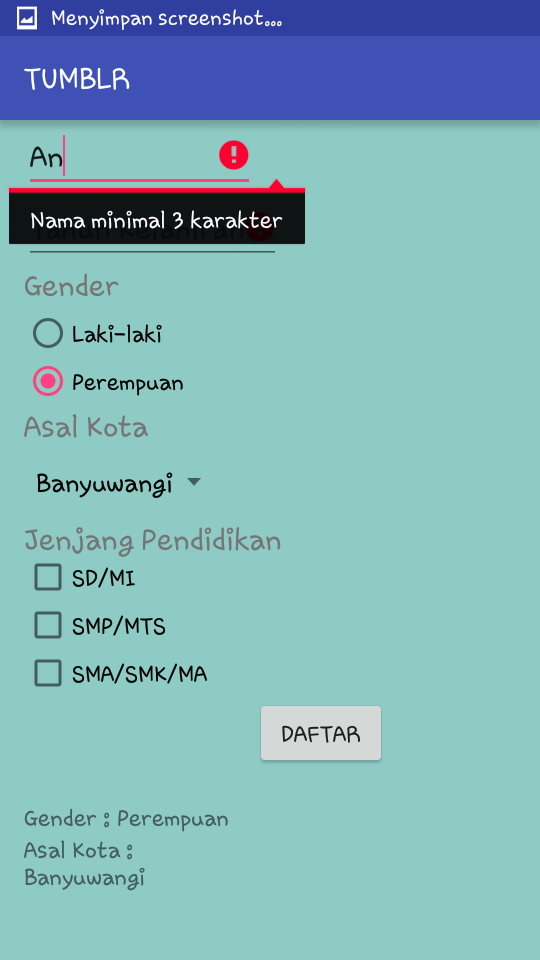 Menyimpan screenshot...
TUMBLR
An
Nama minimal 3 karakter
Gender
Laki-laki
Perempuan
Asal Kota
Banyuwangi
Jenjang Pendidikan
SD/MI
SMP/MTS
SMA/SMK/MA
DAFTAR
Gender : Perempuan
Asal Kota :
Banyuwangi